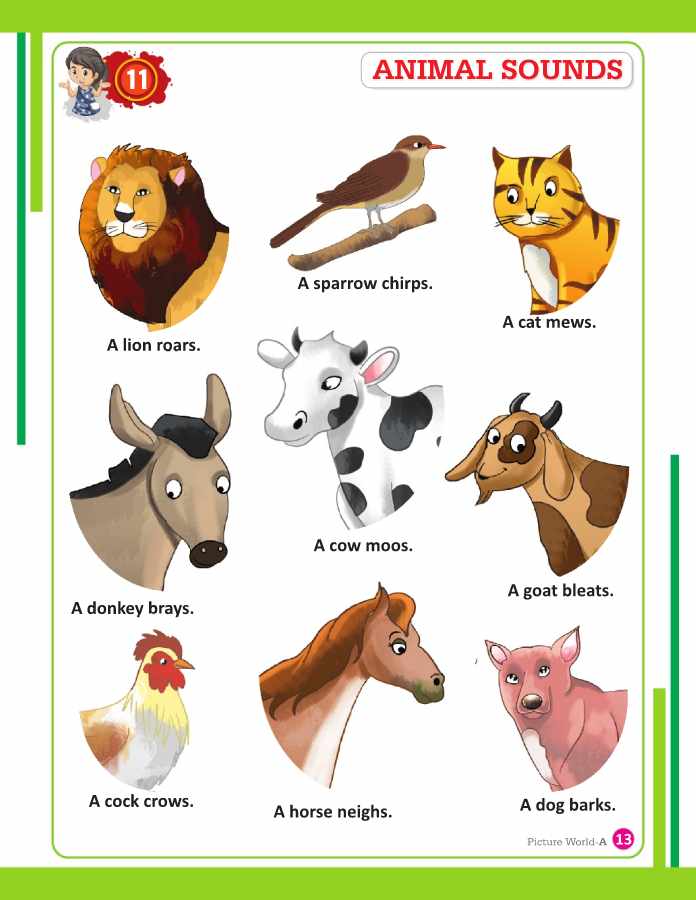 11
ANIMAL SOUNDS
A lion roars.
A sparrow chirps.
A cat mews.
A donkey brays.
A cow moos.
A goat bleats.
A cock crows.
A horse neighs.
A dog barks.
Picture World-A 13